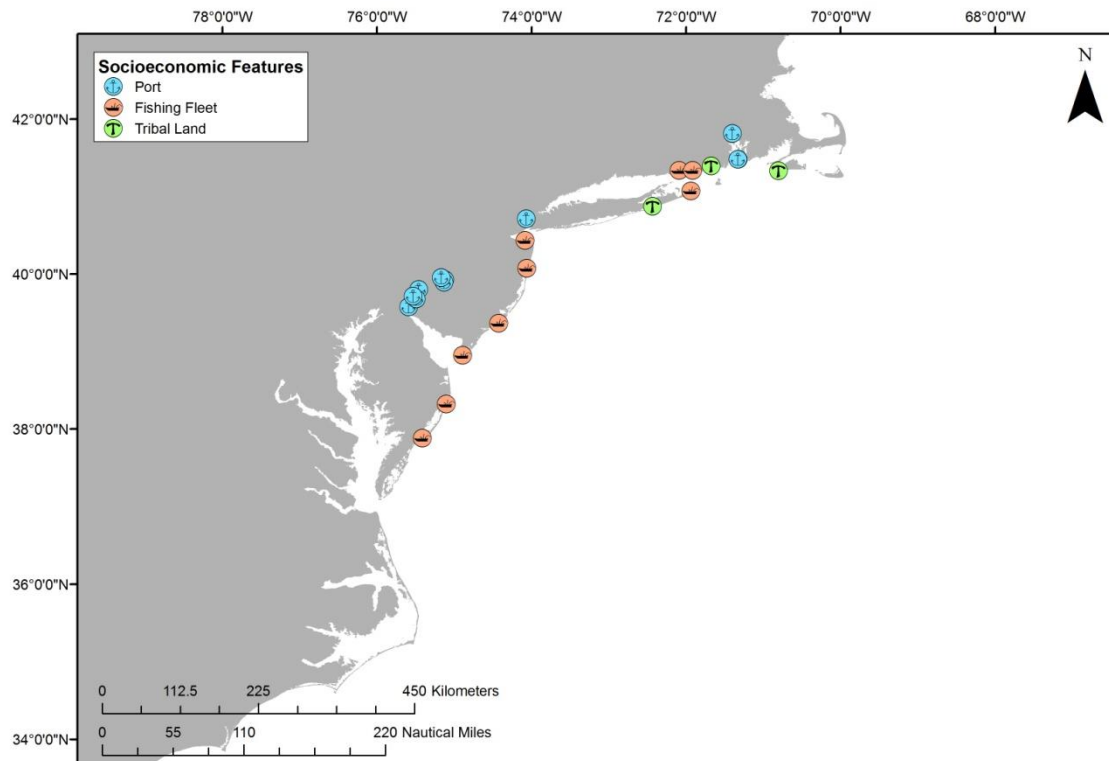 78°0'0"W 76°0'0"W 74°0'0"W 72°0'0"W 70°0'0"W 68°0'0"W
Socioeconomic Features
Port
Fishing Fleet
Tribal Land
N
42°0'0"N
40°0'0"N
38°0'0"N
36°0'0"N
34°0'0"N
0 112.5 225 450 Kilometers
0 55 110 220 Nautical Miles